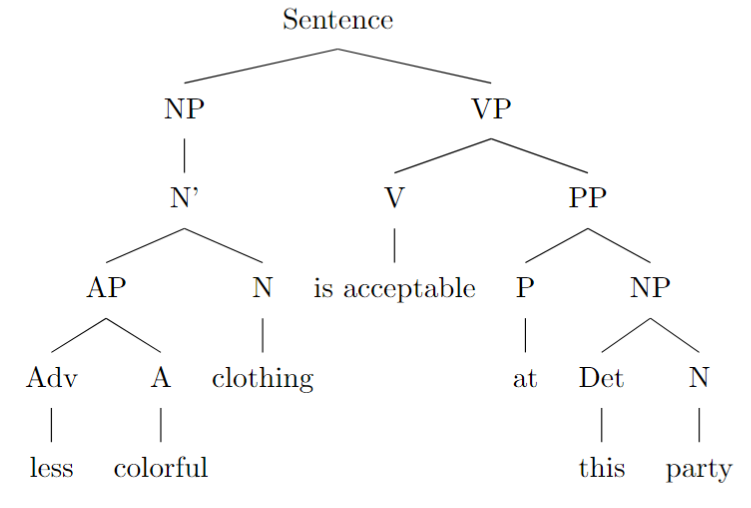 Sentence
NP VP
N’ V PP
AP N is acceptable P NP
Adv A clothing at Det N
less colorful this party